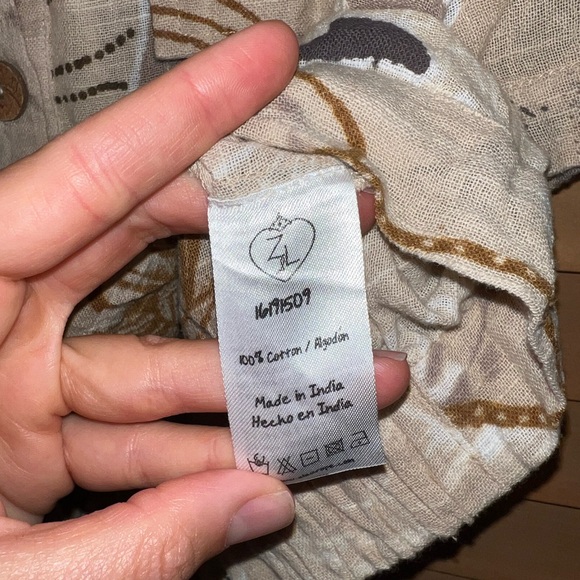 ZL
16191509
100% Cotton / Algodón
Made in India
Hecho en India